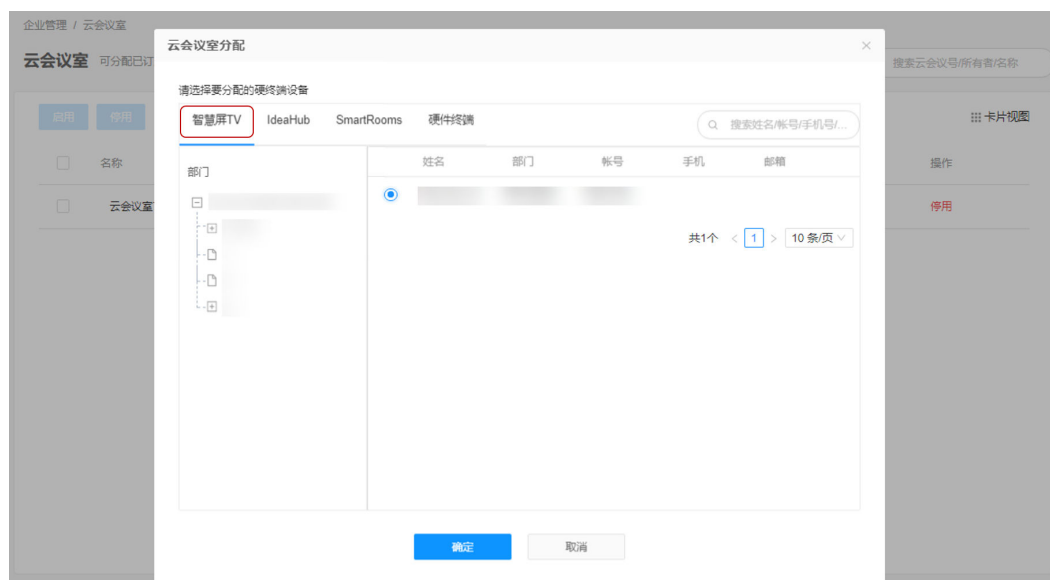 企业管理 / 云会议室
云会议室 可分配已订
搜索云会议号/所有者/名称
启用 停用
卡片视图
名称
操作
云会议室
停用
云会议室分配
请选择要分配的硬终端设备
智慧屏TV IdeaHub SmartRooms 硬件终端
搜索姓名/帐号/手机号/...
部门
姓名 部门 帐号 手机 邮箱
共1个 < 1 > 10 条/页
确定 取消